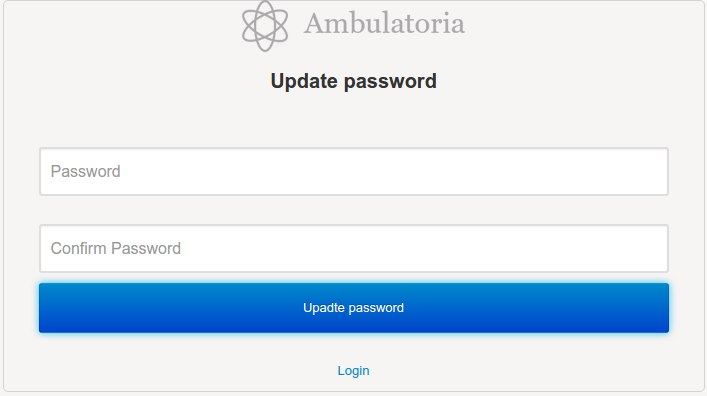 Ambulatoria
Update password
Password
Confirm Password
Upadte password
Login